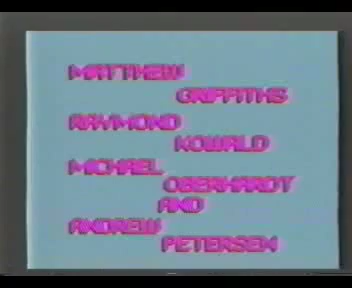 MATTHEW
GRIFFITHS
RAYMOND
KOWALD
MICHAEL
OBERHARDT
AND
ANDREW
PETERSEN